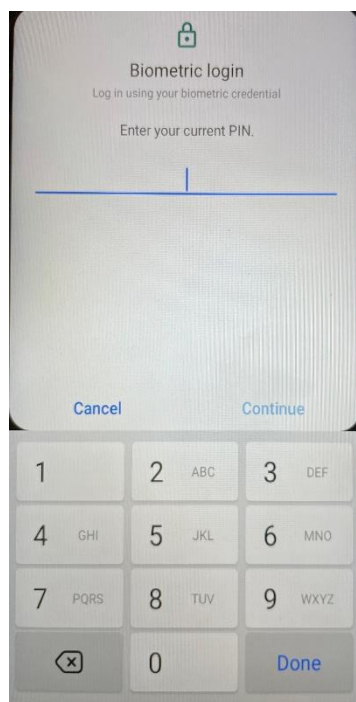 Biometric login
Log in using your biometric credential
Enter your current PIN.
Cancel Continue
1 2 ABC 3 DEF
4 GHI 5 JKL 6 MNO
7 PQRS 8 TUV 9 WXYZ
0 Done